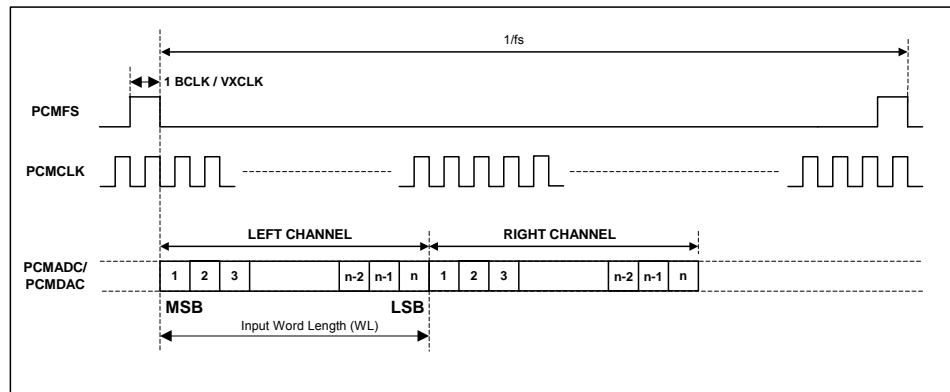 1/fs
1 BCLK / VXCLK
PCMFS
PCMCLK
LEFT CHANNEL
RIGHT CHANNEL
PCMADC/
PCMDAC
1 2 3 n-2 n-1 n 1 2 3 n-2 n-1 n
MSB LSB
Input Word Length (WL)